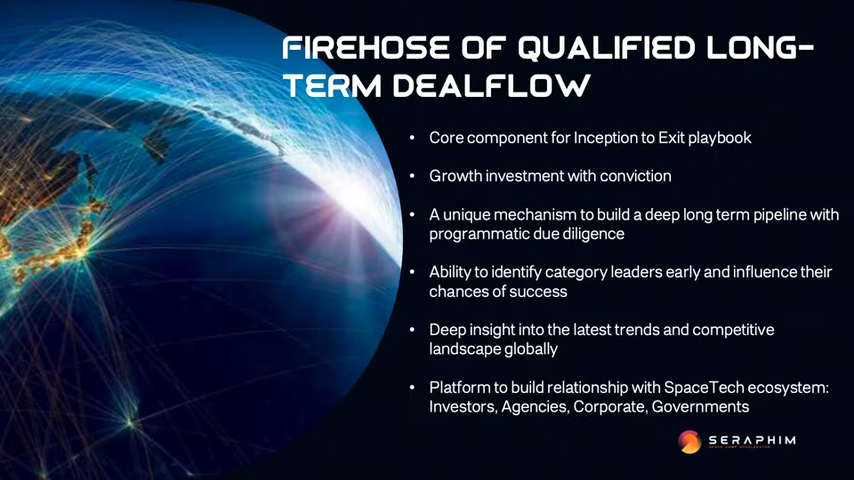 FIREHOSE OF QUALIFIED LONG-
TERM DEALFLOW
• Core component for Inception to Exit playbook
• Growth investment with conviction
• A unique mechanism to build a deep long term pipeline with
programmatic due diligence
• Ability to identify category leaders early and influence their
chances of success
• Deep insight into the latest trends and competitive
landscape globally
• Platform to build relationship with SpaceTech ecosystem:
Investors, Agencies, Corporate, Governments
SERAPHIM
SPACE CAMP ACCELERATOR